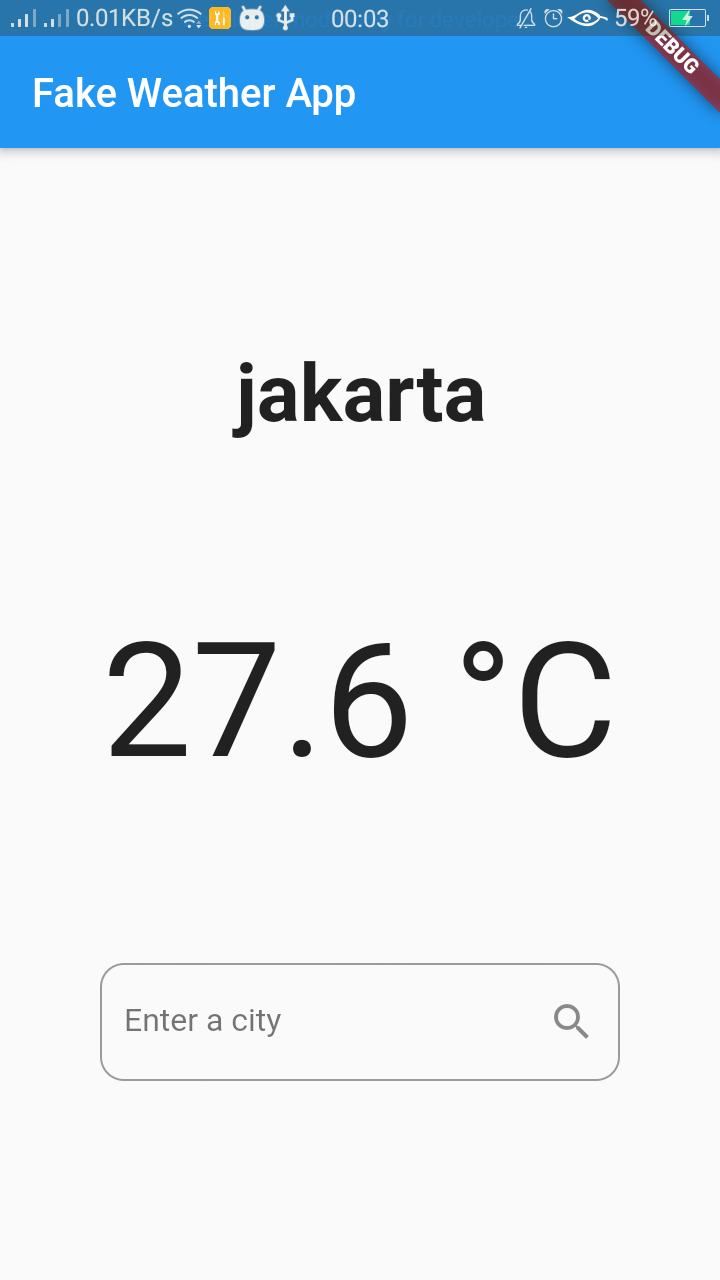 0.01KB/s 00:03 59%
DEBUG
Fake Weather App
jakarta
27.6 °C
Enter a city